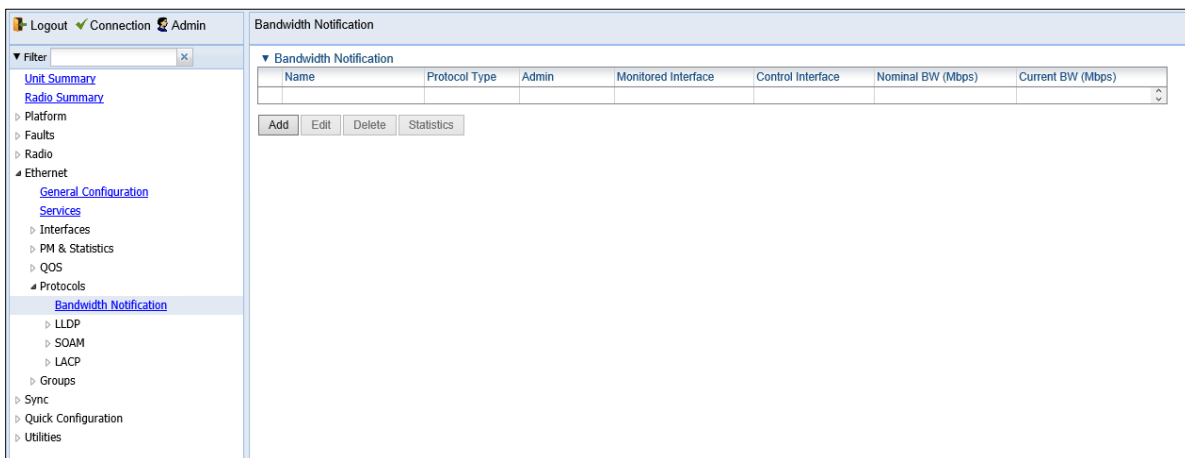 Logout Connection Admin
Filter
Unit Summary
Radio Summary
Platform
Faults
Radio
Ethernet
General Configuration
Services
Interfaces
PM & Statistics
QOS
Protocols
Bandwidth Notification
LLDP
SOAM
LACP
Groups
Sync
Quick Configuration
Utilities
Bandwidth Notification
Bandwidth Notification
Name Protocol Type Admin Monitored Interface Control Interface Nominal BW (Mbps) Current BW (Mbps)
Add Edit Delete Statistics